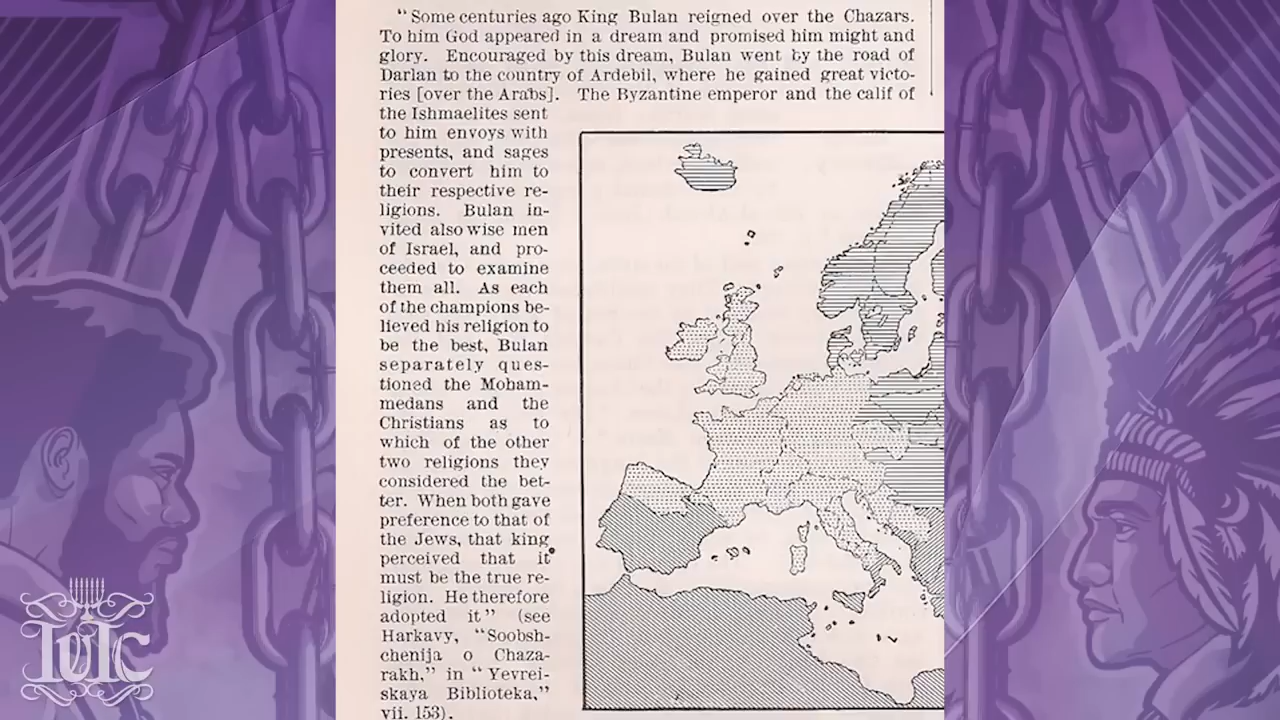 “Some centuries ago King Bulan reigned over the Chazars.
To him God appeared in a dream and promised him might and
glory. Encouraged by this dream, Bulan went by the road of
Darlan to the country of Ardebil, where he gained great victo-
ries [over the Arabs]. The Byzantine emperor and the calif of
the Ishmaelites sent
to him envoys with
presents, and sages
to convert him to
their respective re-
ligions. Bulan in-
vited also wise men
of Israel, and pro-
ceeded to examine
them all. As each
of the champions be-
lieved his religion to
be the best, Bulan
separately ques-
tioned the Moham-
medans and the
Christians as to
which of the other
two religions they
considered the bet-
ter. When both gave
preference to that of
the Jews, that king
perceived that it
must be the true re-
ligion. He therefore
adopted it” (see
Harkavy, “Soobsh-
chenija o Chaza-
rakh,” in “Yevrei-
skaya Biblioteka,”
vii. 153).
IUIC